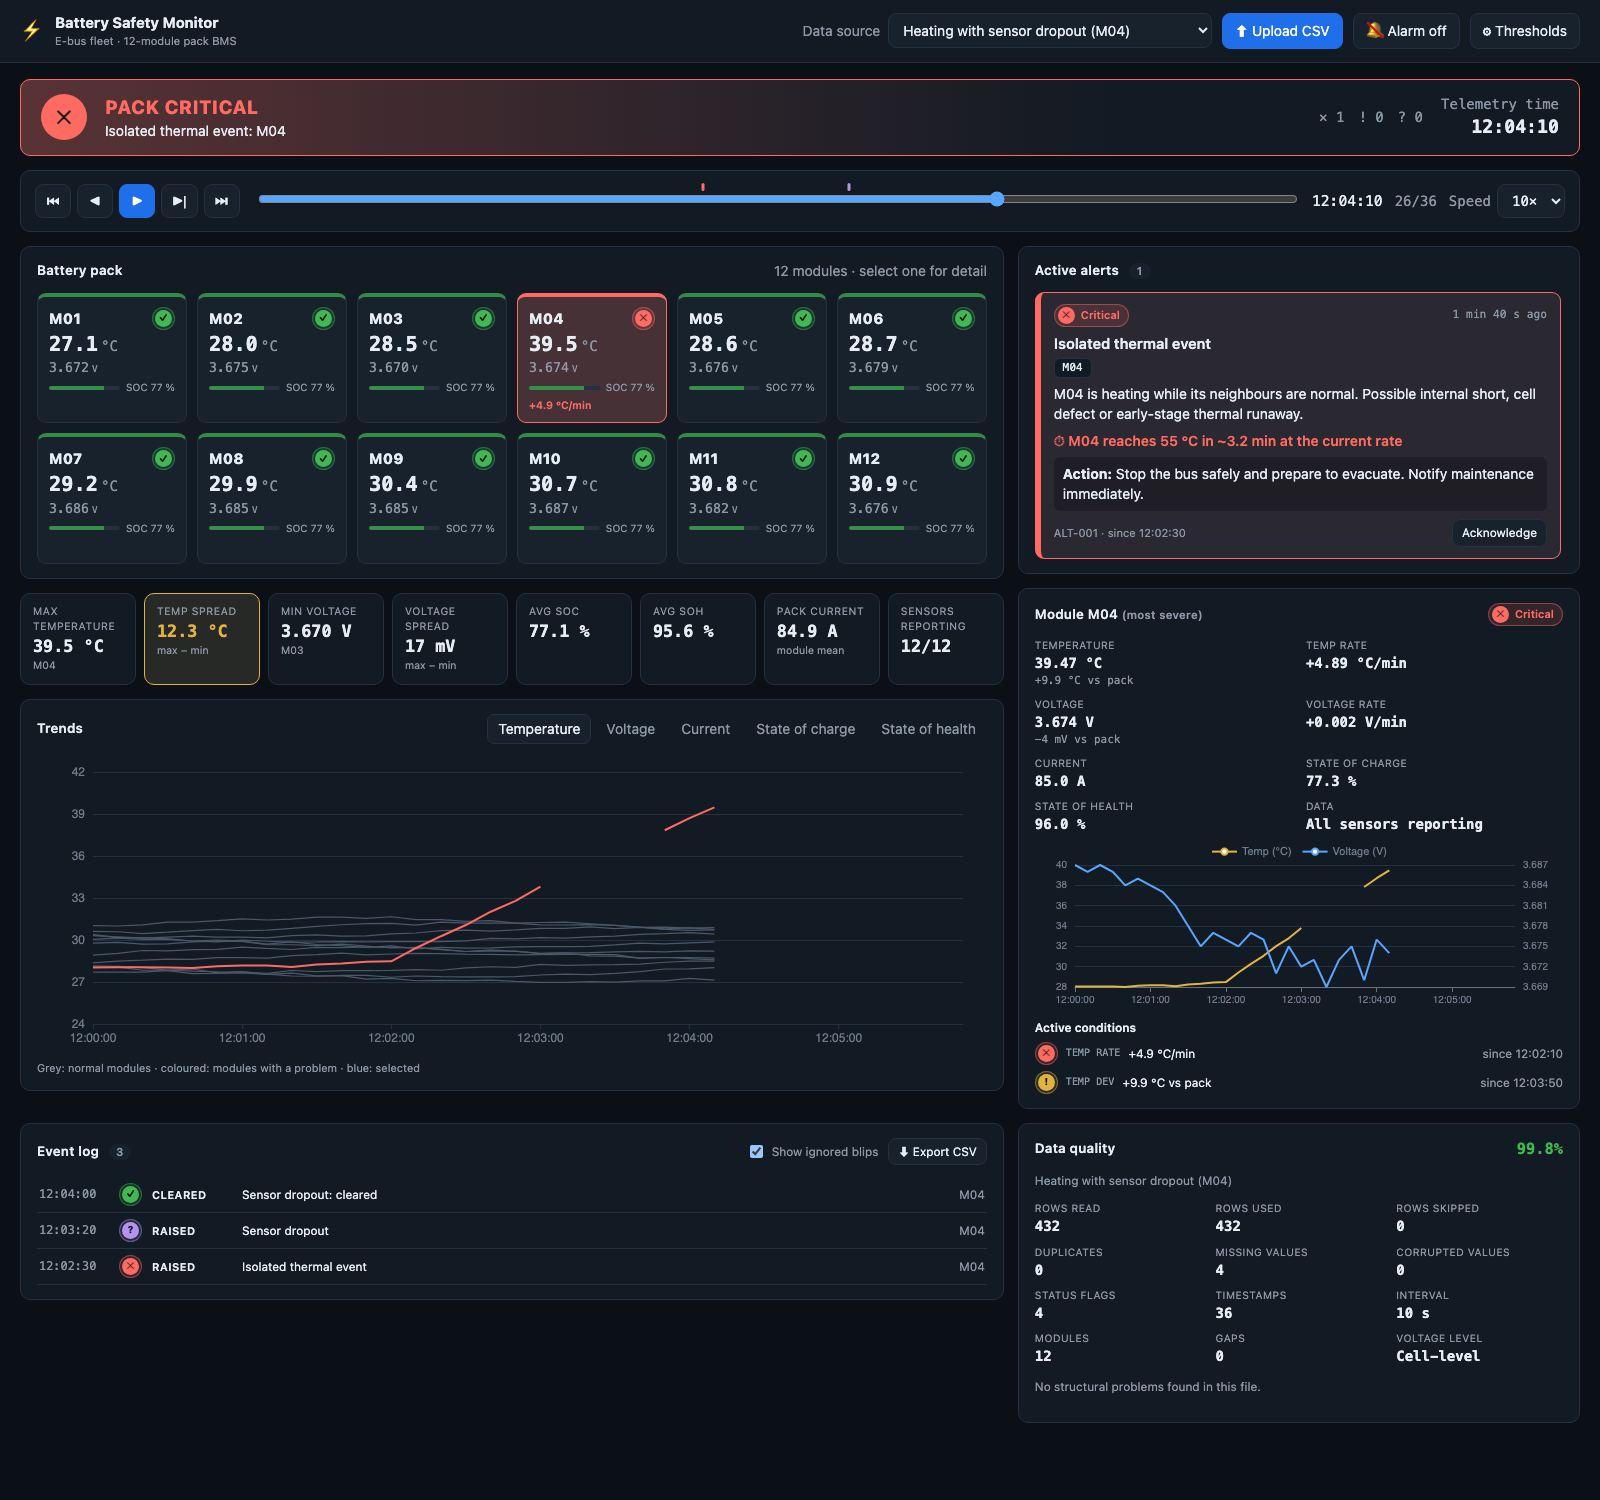 Battery Safety Monitor
E-bus fleet · 12-module pack BMS
Data source
Heating with sensor dropout (M04)
Upload CSV
Alarm off
Thresholds
PACK CRITICAL
Isolated thermal event: M04
× 1 ! 0 ? 0
Telemetry time
12:04:10
12:04:10 26/36 Speed 10×
Battery pack
12 modules · select one for detail
M01
27.1 °C
3.672 V
SOC 77 %
M02
28.0 °C
3.675 V
SOC 77 %
M03
28.5 °C
3.670 V
SOC 77 %
M04
39.5 °C
3.674 V
SOC 77 %
+4.9 °C/min
M05
28.6 °C
3.676 V
SOC 77 %
M06
28.7 °C
3.679 V
SOC 77 %
M07
29.2 °C
3.686 V
SOC 77 %
M08
29.9 °C
3.685 V
SOC 77 %
M09
30.4 °C
3.685 V
SOC 77 %
M10
30.7 °C
3.687 V
SOC 77 %
M11
30.8 °C
3.682 V
SOC 77 %
M12
30.9 °C
3.676 V
SOC 77 %
Active alerts 1
Critical
1 min 40 s ago
Isolated thermal event
M04
M04 is heating while its neighbours are normal. Possible internal short, cell
defect or early-stage thermal runaway.
M04 reaches 55 °C in ~3.2 min at the current rate
Action: Stop the bus safely and prepare to evacuate. Notify maintenance
immediately.
ALT-001 · since 12:02:30
Acknowledge
MAX
TEMPERATURE
39.5 °C
M04
TEMP SPREAD
12.3 °C
max – min
MIN VOLTAGE
3.670 V
M03
VOLTAGE
SPREAD
17 mV
max – min
AVG SOC
77.1 %
AVG SOH
95.6 %
PACK CURRENT
84.9 A
module mean
SENSORS
REPORTING
12/12
Trends
Temperature Voltage Current State of charge State of health
42
39
36
33
30
27
24
12:00:00 12:01:00 12:02:00 12:03:00 12:04:00 12:05:00
Grey: normal modules · coloured: modules with a problem · blue: selected
Module M04 (most severe)
Critical
TEMPERATURE
39.47 °C
+9.9 °C vs pack
TEMP RATE
+4.89 °C/min
VOLTAGE
3.674 V
−4 mV vs pack
VOLTAGE RATE
+0.002 V/min
CURRENT
85.0 A
STATE OF CHARGE
77.3 %
STATE OF HEALTH
96.0 %
DATA
All sensors reporting
Temp (°C) Voltage (V)
40 3.687
38 3.684
36 3.681
34 3.678
32 3.675
30 3.672
28 3.669
12:00:00 12:01:00 12:02:00 12:03:00 12:04:00 12:05:00
Active conditions
TEMP RATE +4.9 °C/min since 12:02:10
! TEMP DEV +9.9 °C vs pack since 12:03:50
Event log 3
Show ignored blips
Export CSV
12:04:00 CLEARED Sensor dropout: cleared M04
12:03:20 ? RAISED Sensor dropout M04
12:02:30 RAISED Isolated thermal event M04
Data quality
99.8%
Heating with sensor dropout (M04)
ROWS READ
432
ROWS USED
432
ROWS SKIPPED
0
DUPLICATES
0
MISSING VALUES
4
CORRUPTED VALUES
0
STATUS FLAGS
4
TIMESTAMPS
36
INTERVAL
10 s
MODULES
12
GAPS
0
VOLTAGE LEVEL
Cell-level
No structural problems found in this file.